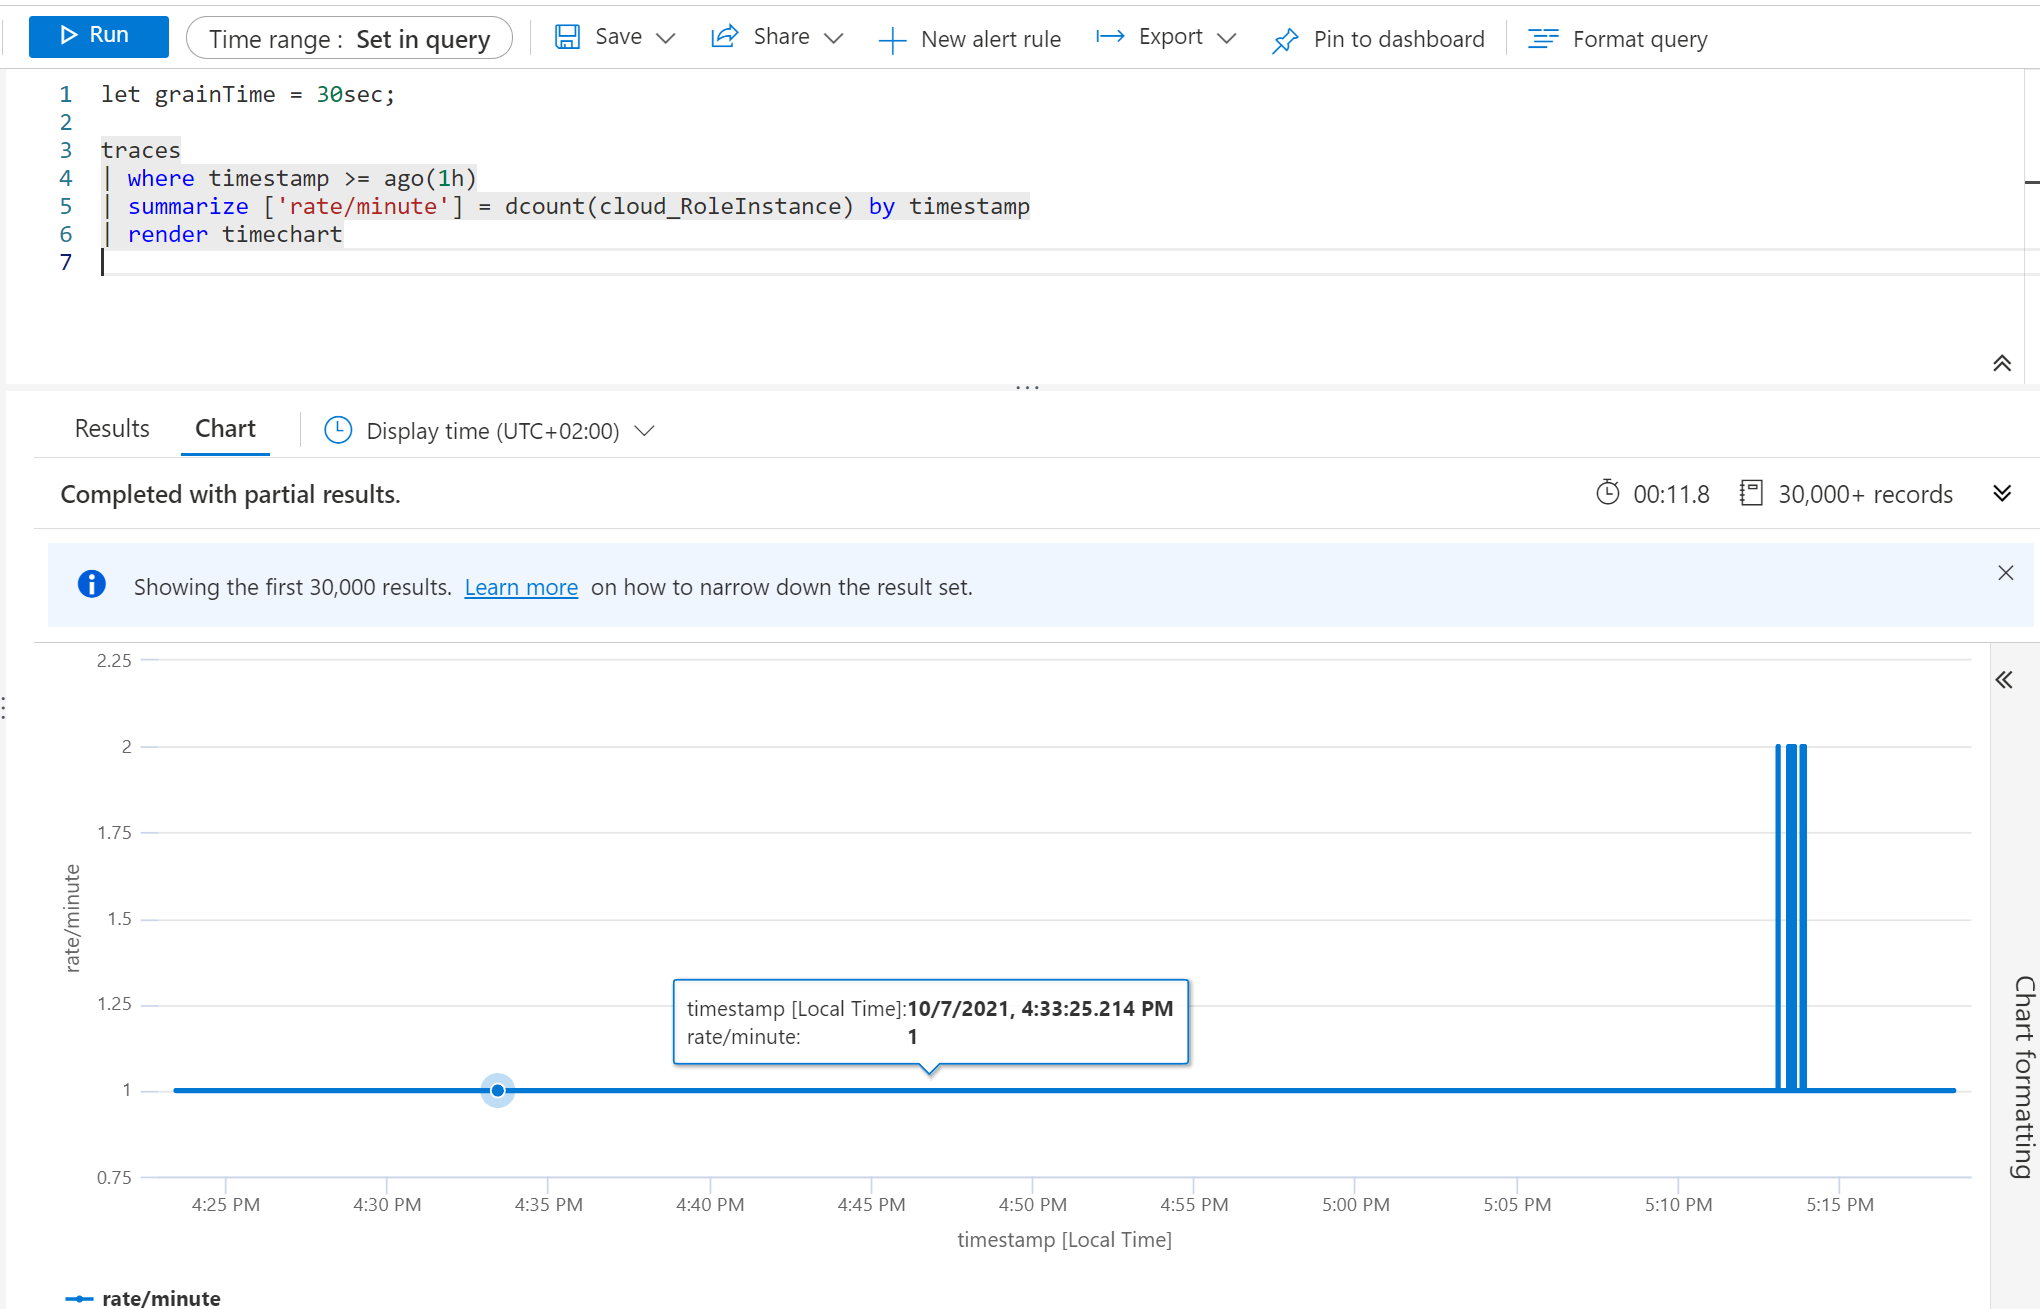 Run Time range : Set in query Save Share New alert rule Export Pin to dashboard Format query
1 let grainTime = 30sec;
2
3 traces
4 | where timestamp >= ago(1h)
5 | summarize ['rate/minute'] = dcount(cloud_RoleInstance) by timestamp
6 | render timechart
7
...
Results Chart Display time (UTC+02:00)
Completed with partial results. 00:11.8 30,000+ records
Showing the first 30,000 results. Learn more on how to narrow down the result set.
2.25
2
1.75
1.5
1.25
1
0.75
rate/minute
timestamp [Local Time]:10/7/2021, 4:33:25.214 PM
rate/minute: 1
4:25 PM 4:30 PM 4:35 PM 4:40 PM 4:45 PM 4:50 PM 4:55 PM 5:00 PM 5:05 PM 5:10 PM 5:15 PM
timestamp [Local Time]
rate/minute
Chart formatting